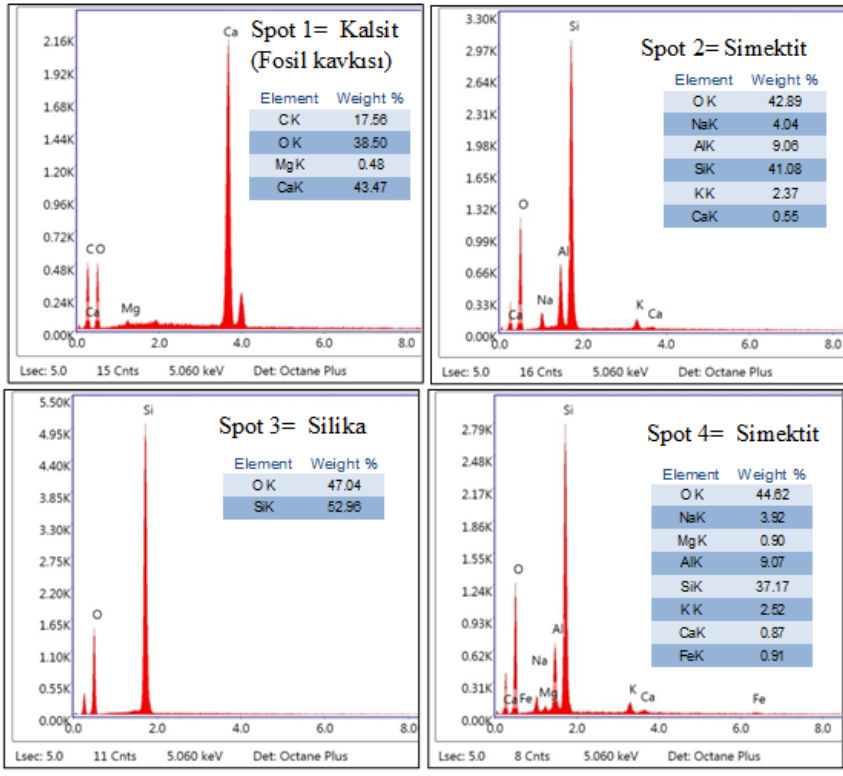 Spot 1= Kalsit
(Fosil kavkısı)
Element Weight %
C K 17.56
O K 38.50
MgK 0.48
CaK 43.47
2.16K
1.92K
1.68K
1.44K
1.20K
0.96K
0.72K
0.48K
0.24K
0.00K
Ca
C O
Ca
Mg
0.0 2.0 4.0 6.0 8.0
Lsec: 5.0 15 Cnts 5.060 keV Det: Octane Plus
Spot 2= Simektit
Element Weight %
O K 42.89
NaK 4.04
AlK 9.06
SiK 41.08
K K 2.37
CaK 0.55
3.30K
2.97K
2.64K
2.31K
1.98K
1.65K
1.32K
0.99K
0.66K
0.33K
0.00K
Si
O
Al
Na
Ca
K
Ca
0.0 2.0 4.0 6.0 8.0
Lsec: 5.0 16 Cnts 5.060 keV Det: Octane Plus
Spot 3= Silika
Element Weight %
O K 47.04
SiK 52.96
5.50K
4.95K
4.40K
3.85K
3.30K
2.75K
2.20K
1.65K
1.10K
0.55K
0.00K
Si
O
0.0 2.0 4.0 6.0 8.0
Lsec: 5.0 11 Cnts 5.060 keV Det: Octane Plus
Spot 4= Simektit
Element Weight %
O K 44.62
NaK 3.92
MgK 0.90
AlK 9.07
SiK 37.17
K K 2.52
CaK 0.87
FeK 0.91
2.79K
2.48K
2.17K
1.86K
1.55K
1.24K
0.93K
0.62K
0.31K
0.00K
Si
O
Al
Na
Ca Fe Mg
K
Ca
Fe
0.0 2.0 4.0 6.0 8.0
Lsec: 5.0 8 Cnts 5.060 keV Det: Octane Plus